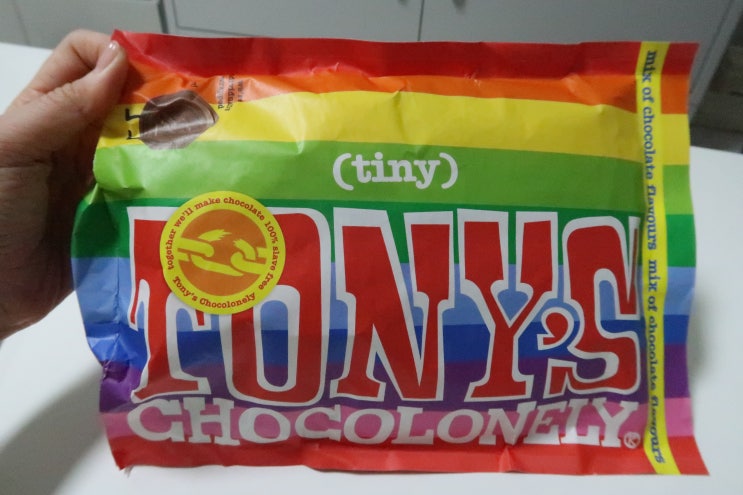 (tiny)
together we'll make chocolate 100% slave free
Tony's Chocolonely
TONY'S
CHOCOLONELY
mix of chocolate flavours mix of chocolate flavours